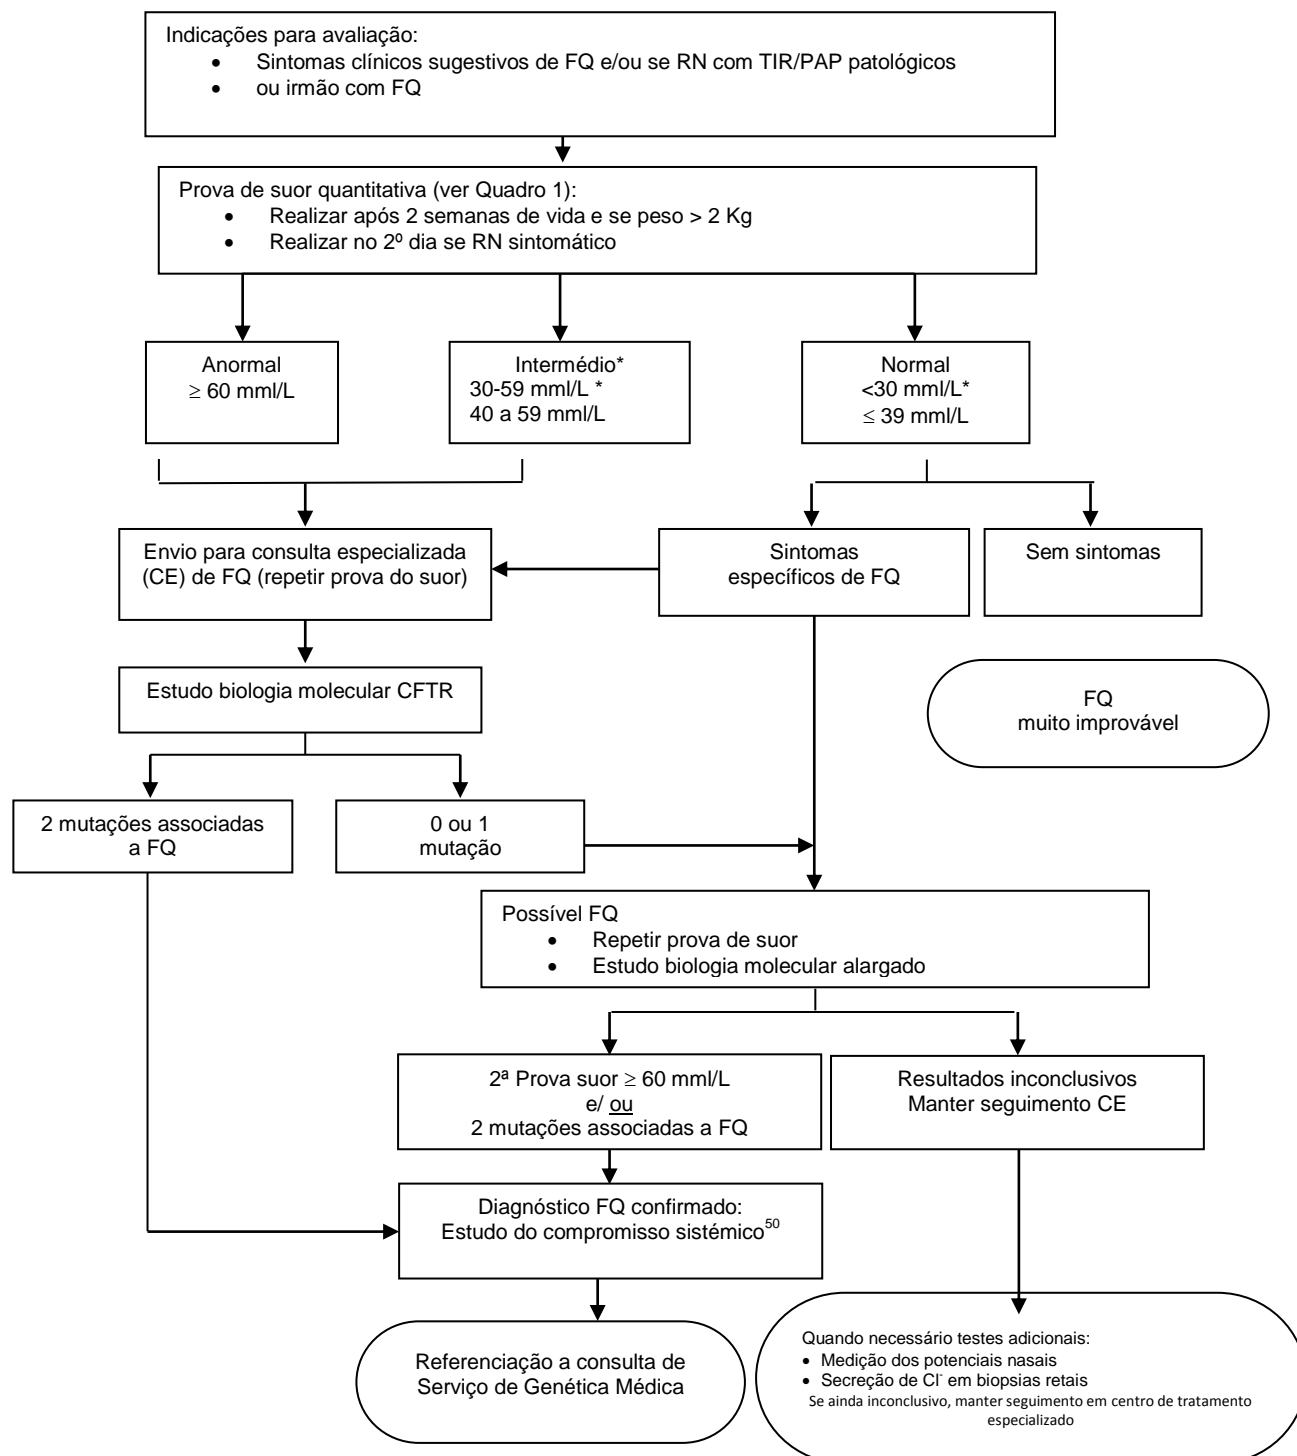 Indicações para avaliação:
• Sintomas clínicos sugestivos de FQ e/ou se RN com TIR/PAP patológicos
• ou irmão com FQ
Prova de suor quantitativa (ver Quadro 1):
• Realizar após 2 semanas de vida e se peso > 2 Kg
• Realizar no 2º dia se RN sintomático
Anormal
≥ 60 mml/L
Intermédio*
30-59 mml/L *
40 a 59 mml/L
Normal
<30 mml/L*
≤ 39 mml/L
Envio para consulta especializada
(CE) de FQ (repetir prova do suor)
Sintomas
específicos de FQ
Sem sintomas
Estudo biologia molecular CFTR
FQ
muito improvável
2 mutações associadas
a FQ
0 ou 1
mutação
Possível FQ
• Repetir prova de suor
• Estudo biologia molecular alargado
2ª Prova suor ≥ 60 mml/L
e/ ou
2 mutações associadas a FQ
Resultados inconclusivos
Manter seguimento CE
Diagnóstico FQ confirmado:
Estudo do compromisso sistémico50
Referenciação a consulta de
Serviço de Genética Médica
Quando necessário testes adicionais:
• Medição dos potenciais nasais
• Secreção de Cl- em biopsias retais
Se ainda inconclusivo, manter seguimento em centro de tratamento
especializado